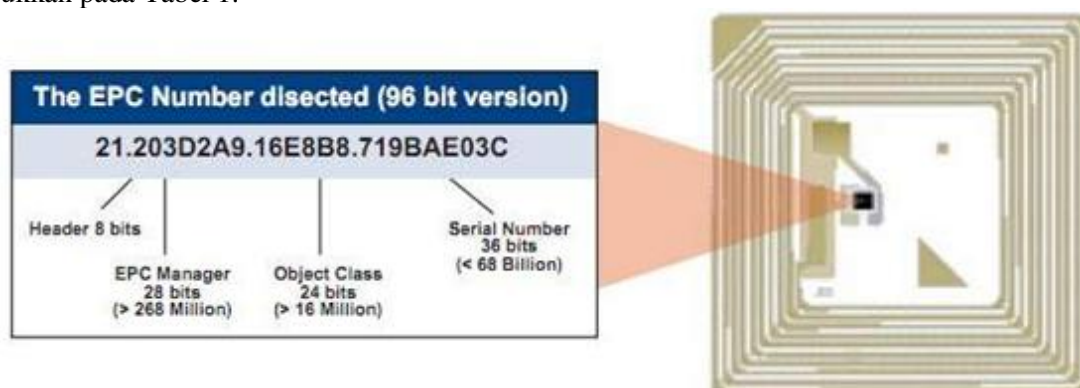 pada Tabel 1.
The EPC Number disected (96 bit version)
21.203D2A9.16E8B8.719BAE03C
Header 8 bits
EPC Manager
28 bits
(> 268 Million)
Object Class
24 bits
(> 16 Million)
Serial Number
36 bits
(< 68 Billion)